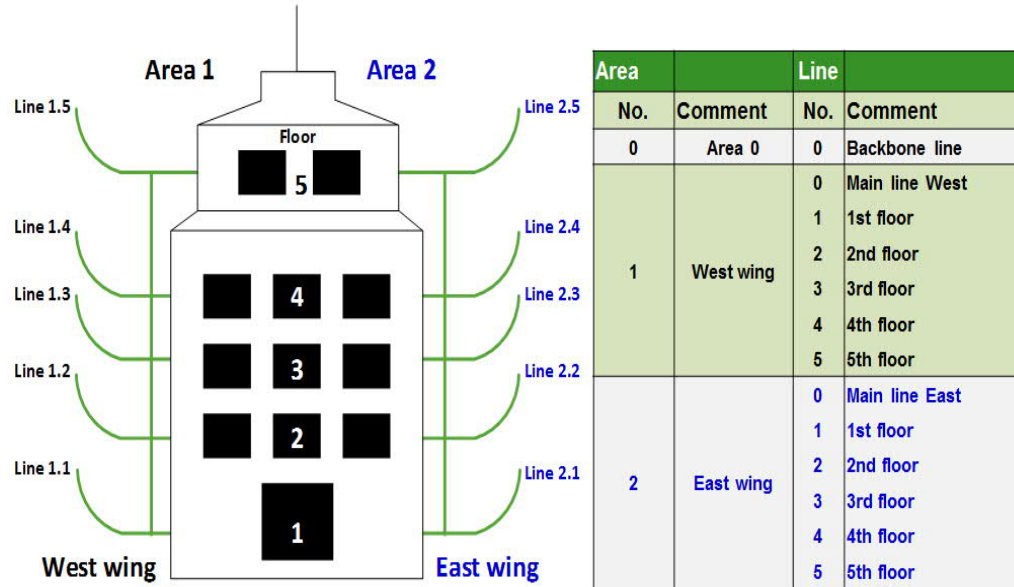 Area 1
Area 2
Line 1.5
Line 2.5
Floor
5
Line 1.4
Line 2.4
Line 1.3
Line 2.3
4
3
Line 1.2
Line 2.2
2
Line 1.1
Line 2.1
1
West wing
East wing
Area Line
No. Comment No. Comment
0 Area 0 0 Backbone line
0 Main line West
1 1st floor
2 2nd floor
1 West wing
3 3rd floor
4 4th floor
5 5th floor
0 Main line East
1 1st floor
2 2nd floor
2 East wing
3 3rd floor
4 4th floor
5 5th floor